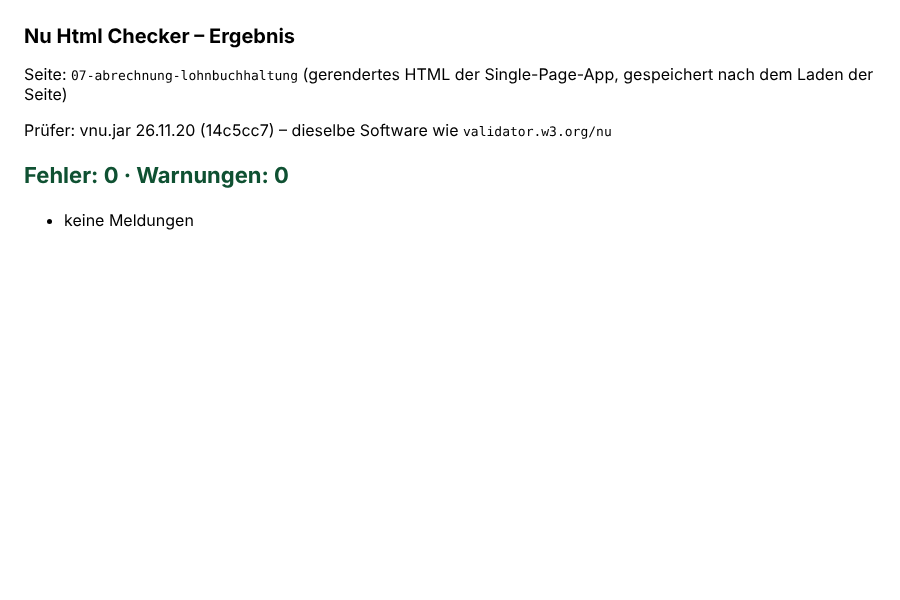 Nu Html Checker – Ergebnis
Seite: 07-abrechnung-lohnbuchhaltung (gerendertes HTML der Single-Page-App, gespeichert nach dem Laden der
Seite)
Prüfer: vnu.jar 26.11.20 (14c5cc7) – dieselbe Software wie validator.w3.org/nu
Fehler: 0 · Warnungen: 0
• keine Meldungen